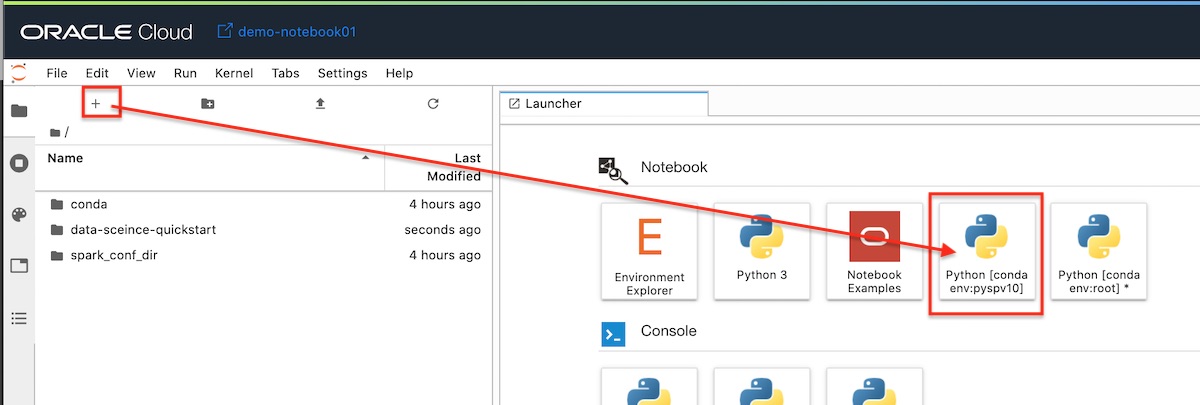 ORACLE Cloud
demo-notebook01
File Edit View Run Kernel Tabs Settings Help
+
Launcher
/
Name
Last
Modified
Notebook
conda 4 hours ago
data-sceince-quickstart seconds ago
spark_conf_dir 4 hours ago
E
Environment
Explorer
Python 3
Notebook
Examples
Python [conda
env:pyspv10]
Python [conda
env:root] *
Console